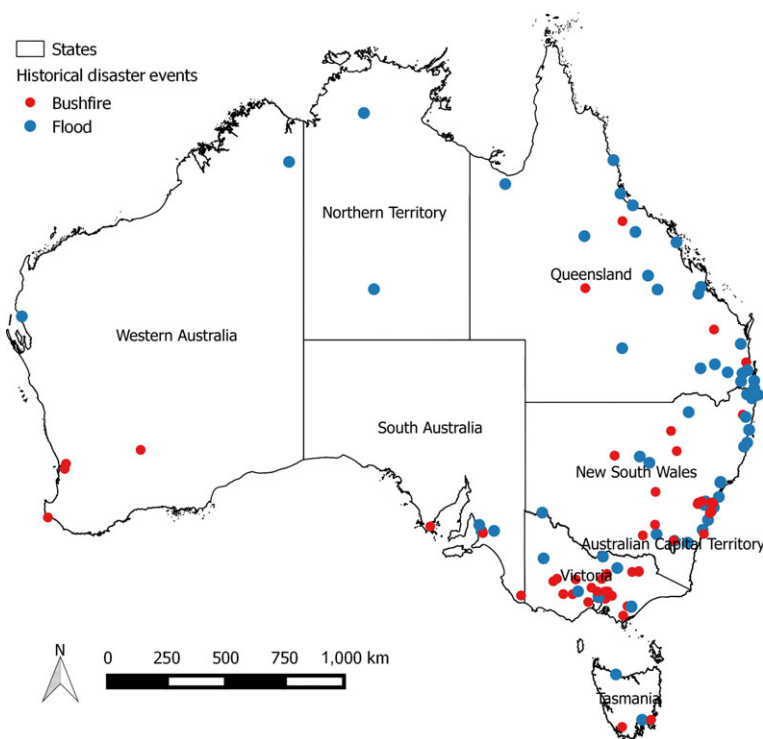 States
Historical disaster events
Bushfire
Flood
Northern Territory
Queensland
Western Australia
South Australia
New South Wales
Australian Capital Territory
Victoria
Tasmania
N
0 250 500 750 1,000 km